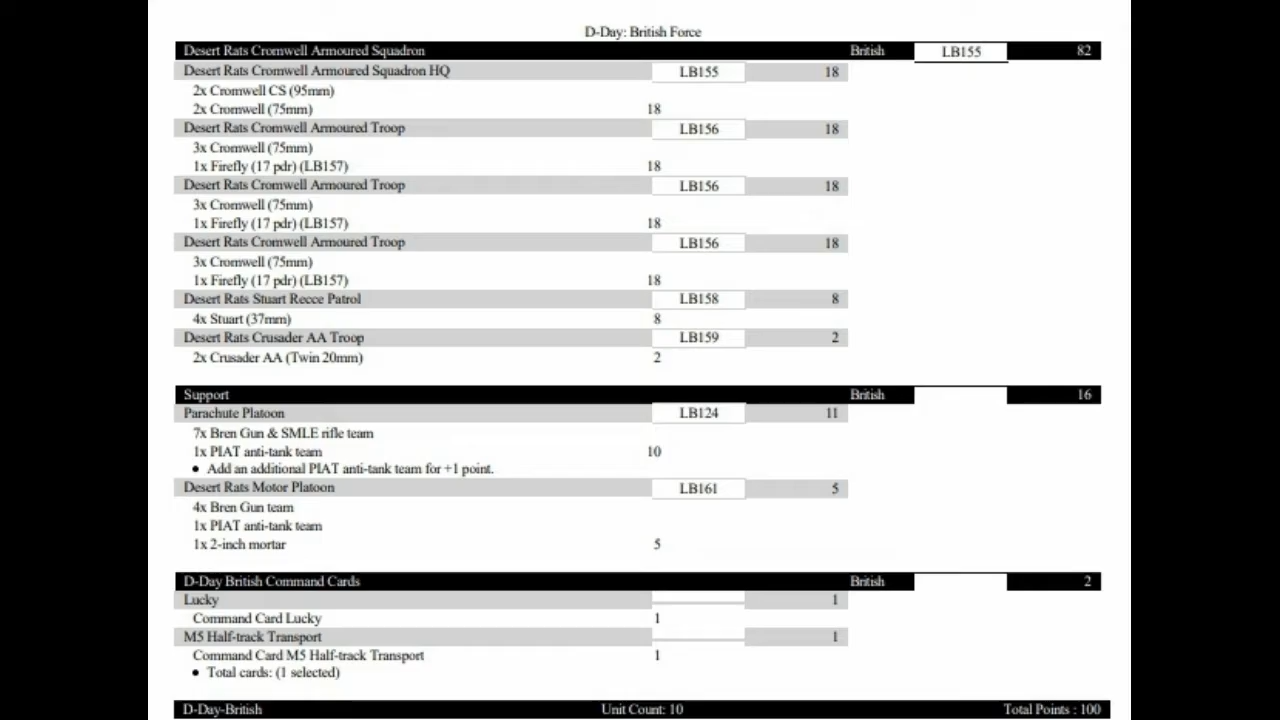 D-Day: British Force
Desert Rats Cromwell Armoured Squadron British LB155 82
Desert Rats Cromwell Armoured Squadron HQ LB155 18
2x Cromwell CS (95mm)
2x Cromwell (75mm) 18
Desert Rats Cromwell Armoured Troop LB156 18
3x Cromwell (75mm)
1x Firefly (17 pdr) (LB157) 18
Desert Rats Cromwell Armoured Troop LB156 18
3x Cromwell (75mm)
1x Firefly (17 pdr) (LB157) 18
Desert Rats Cromwell Armoured Troop LB156 18
3x Cromwell (75mm)
1x Firefly (17 pdr) (LB157) 18
Desert Rats Stuart Recce Patrol LB158 8
4x Stuart (37mm) 8
Desert Rats Crusader AA Troop LB159 2
2x Crusader AA (Twin 20mm) 2
Support British 16
Parachute Platoon LB124 11
7x Bren Gun & SMLE rifle team
1x PIAT anti-tank team 10
• Add an additional PIAT anti-tank team for +1 point.
Desert Rats Motor Platoon LB161 5
4x Bren Gun team
1x PIAT anti-tank team
1x 2-inch mortar 5
D-Day British Command Cards British 2
Lucky 1
Command Card Lucky 1
M5 Half-track Transport 1
Command Card M5 Half-track Transport 1
• Total cards: (1 selected)
D-Day-British Unit Count: 10 Total Points : 100